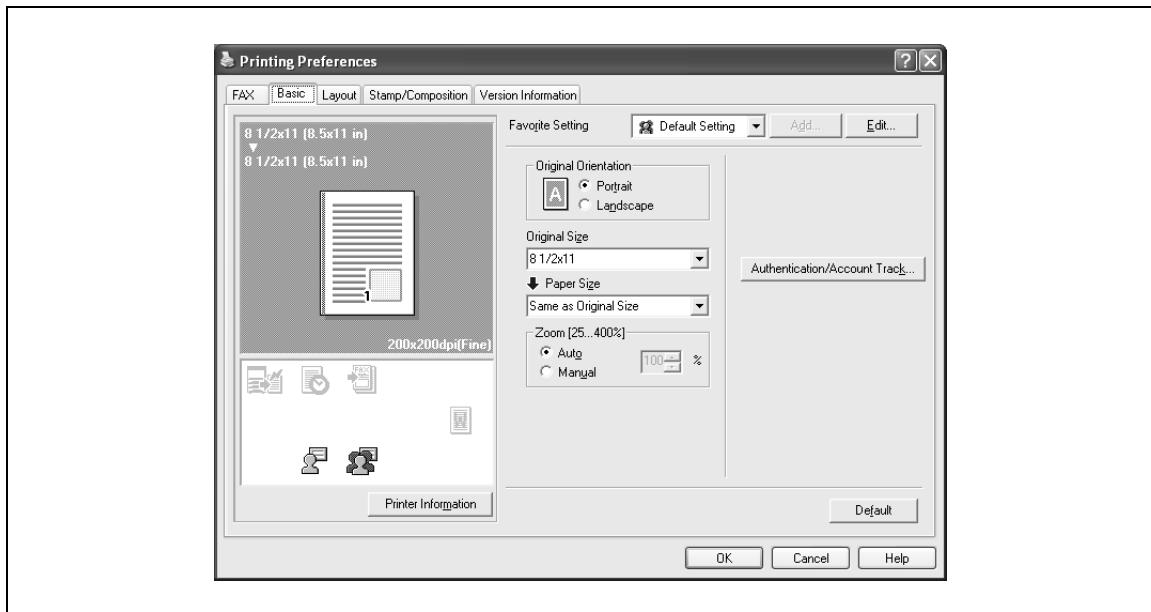 Printing Preferences
FAX Basic Layout Stamp/Composition Version Information
8 1/2x11 (8.5x11 in)
8 1/2x11 (8.5x11 in)
1
200x200dpi(Fine)
Printer Information
Favorite Setting Default Setting Add... Edit...
Original Orientation
A
Portrait
Landscape
Original Size
8 1/2x11
Paper Size
Same as Original Size
Zoom [25...400%]
Auto
Manual
100 %
Authentication/Account Track...
Default
OK Cancel Help